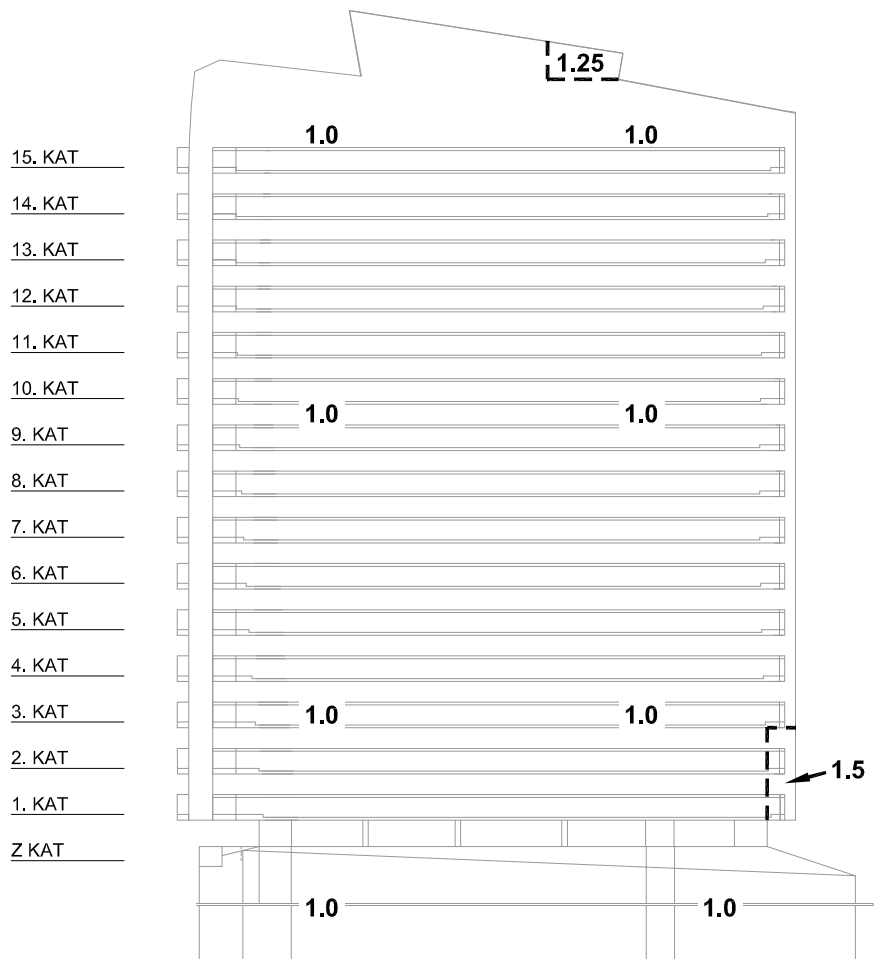 1.25
1.0 1.0
15. KAT
14. KAT
13. KAT
12. KAT
11. KAT
10. KAT
1.0 1.0
9. KAT
8. KAT
7. KAT
6. KAT
5. KAT
4. KAT
3. KAT
1.0 1.0
2. KAT
1.5
1. KAT
Z KAT
1.0 1.0